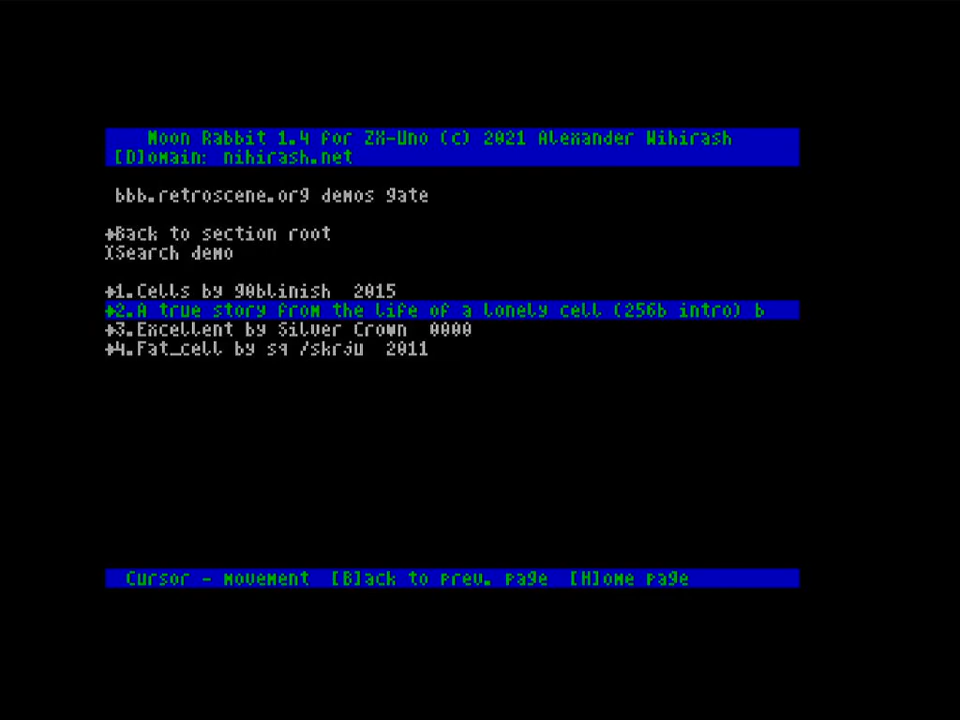 Moon Rabbit 1.4 for ZX-Uno (c) 2021 Alexander Nihirash
[D]omain: nihirash.net
bbb.retroscene.org demos gate
Back to section root
Search demo
1.Cells by g0blinish 2015
2.A true story from the life of a lonely cell (256b intro) b
3.Excellent by Silver Crown 0000
4.Fat_cell by sq /skrju 2011
Cursor - movement [B]ack to prev. page [H]ome page